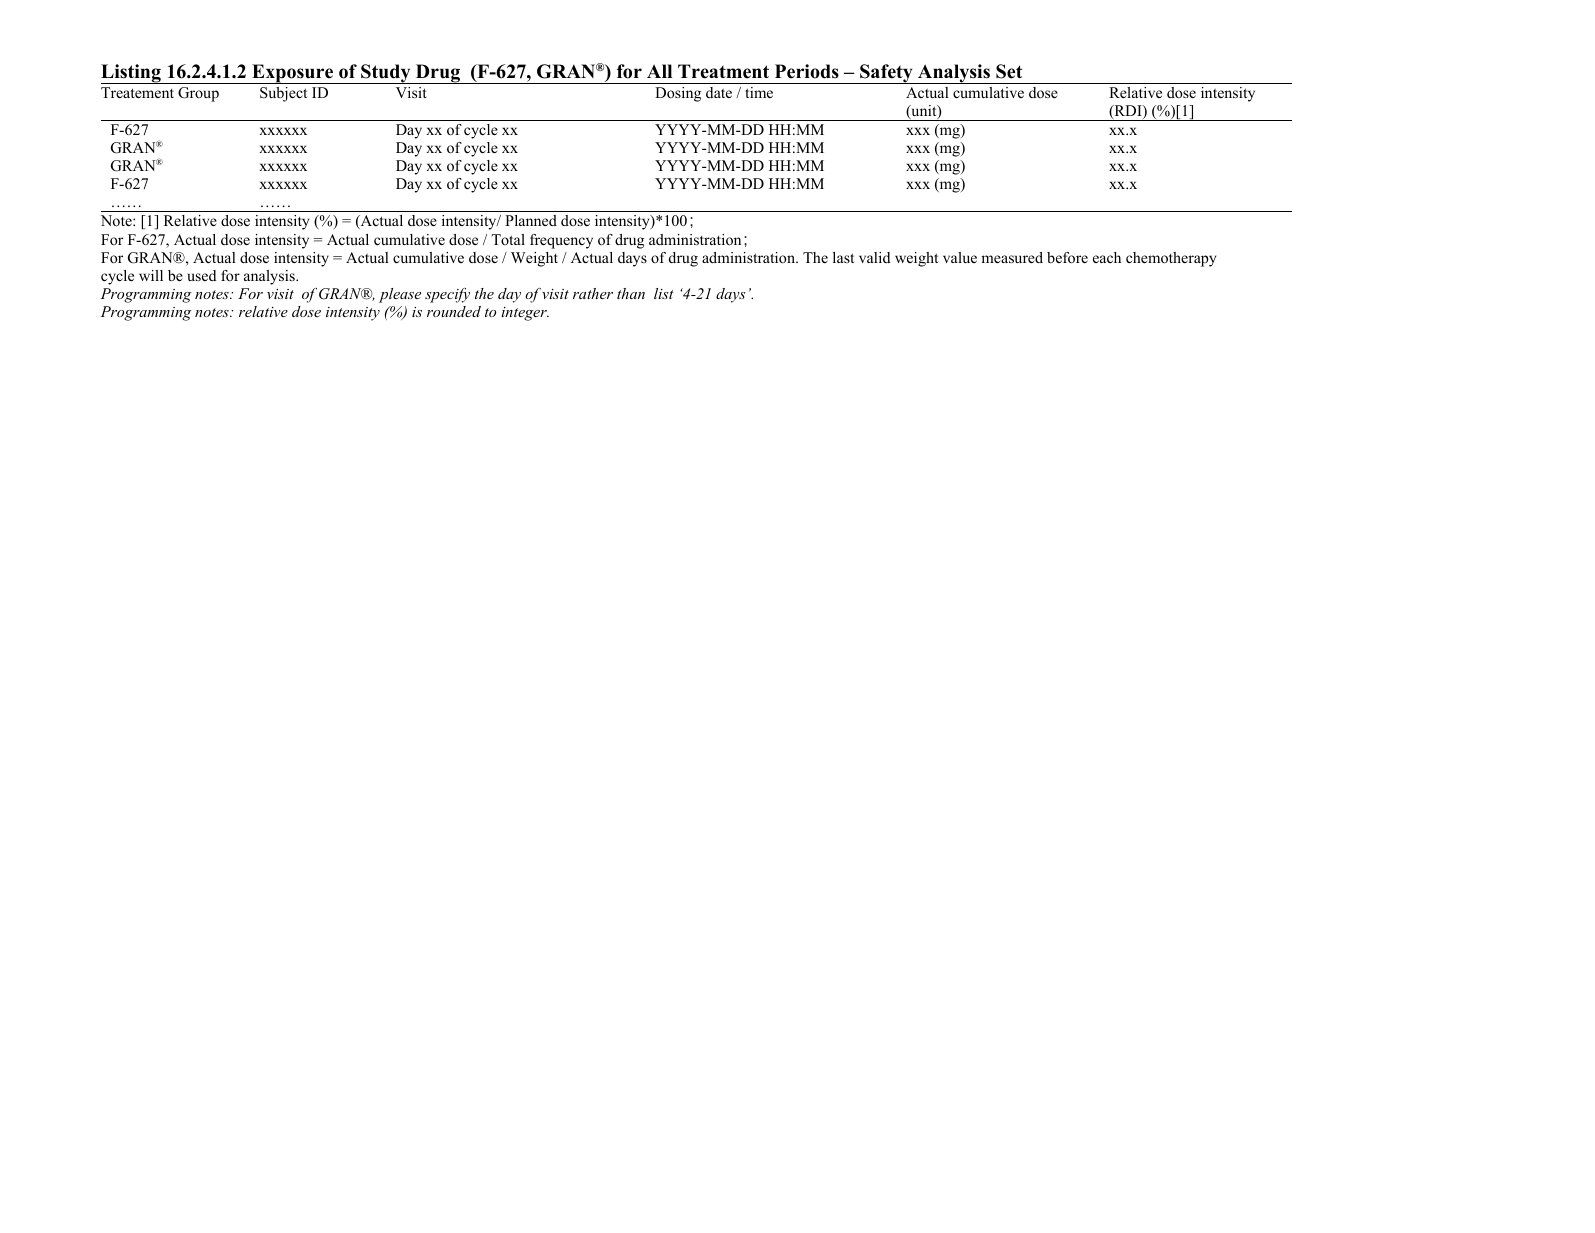 Listing 16.2.4.1.2 Exposure of Study Drug  (F-627, GRAN®) for All Treatment Periods – Safety Analysis Set
Treatement Group Subject ID Visit Dosing date / time Actual cumulative dose (unit) Relative dose intensity (RDI) (%)[1]
F-627 xxxxxx Day xx of cycle xx YYYY-MM-DD HH:MM xxx (mg) xx.x
GRAN® xxxxxx Day xx of cycle xx YYYY-MM-DD HH:MM xxx (mg) xx.x
GRAN® xxxxxx Day xx of cycle xx YYYY-MM-DD HH:MM xxx (mg) xx.x
F-627 xxxxxx Day xx of cycle xx YYYY-MM-DD HH:MM xxx (mg) xx.x
…… ……
Note: [1] Relative dose intensity (%) = (Actual dose intensity/ Planned dose intensity)*100；
For F-627, Actual dose intensity = Actual cumulative dose / Total frequency of drug administration；
For GRAN®, Actual dose intensity = Actual cumulative dose / Weight / Actual days of drug administration. The last valid weight value measured before each chemotherapy
cycle will be used for analysis.
Programming notes: For visit  of GRAN®, please specify the day of visit rather than  list ‘4-21 days’.
Programming notes: relative dose intensity (%) is rounded to integer.